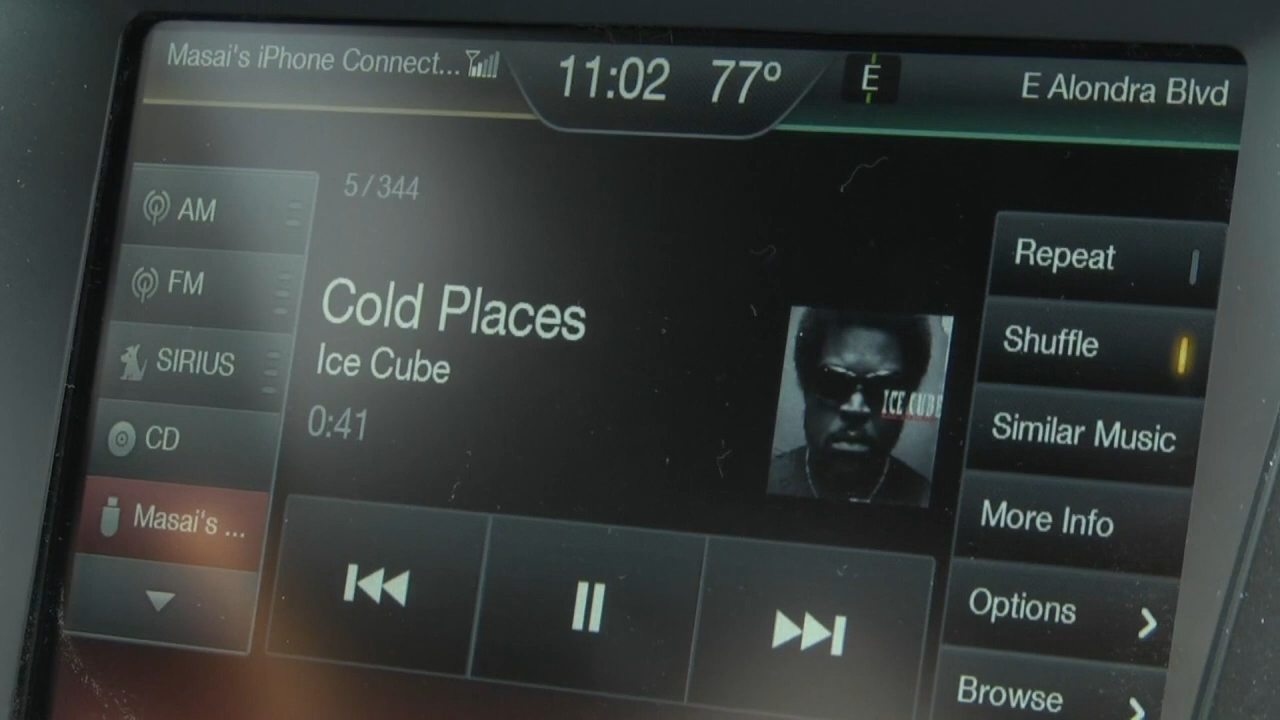 Masai's iPhone Connect...
11:02 77°
E
E Alondra Blvd
AM
FM
SIRIUS
CD
Masai's ...
5/344
Cold Places
Ice Cube
0:41
ICE CUBE
Repeat
Shuffle
Similar Music
More Info
Options
Browse